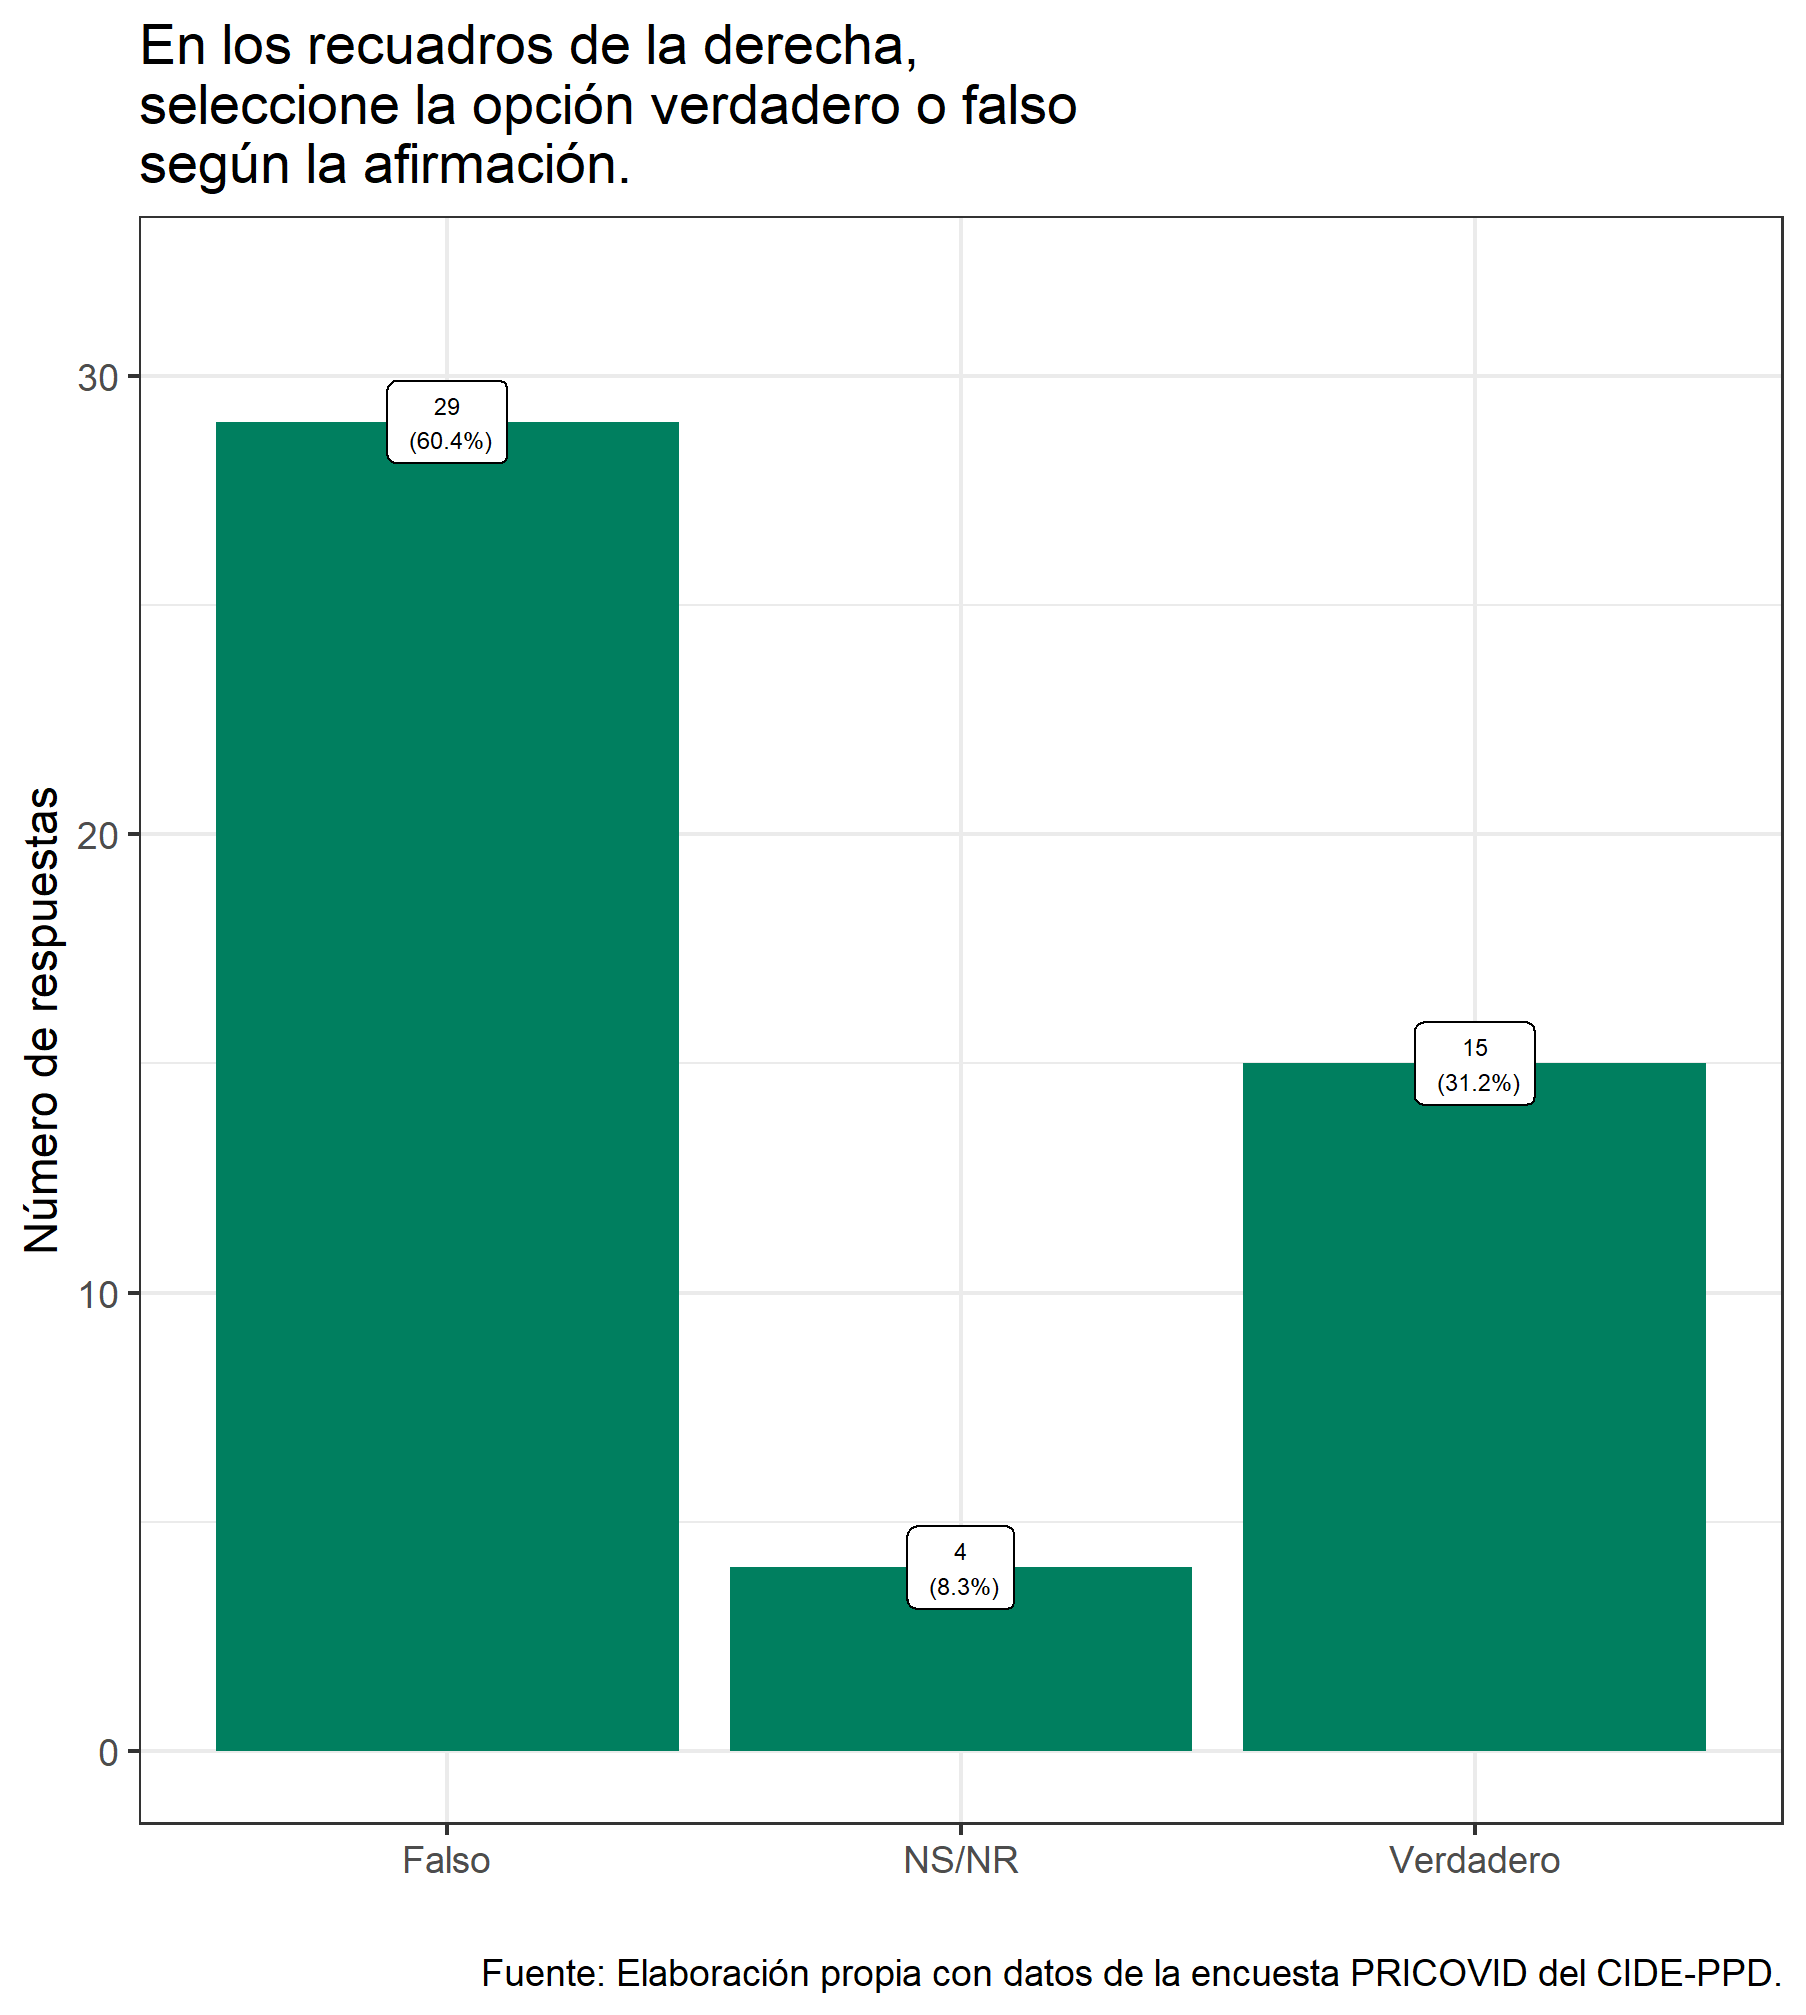 En los recuadros de la derecha,
seleccione la opción verdadero o falso
según la afirmación.
Número de respuestas
30
20
10
0
29
(60.4%)
4
(8.3%)
15
(31.2%)
Falso
NS/NR
Verdadero
Fuente: Elaboración propia con datos de la encuesta PRICOVID del CIDE-PPD.